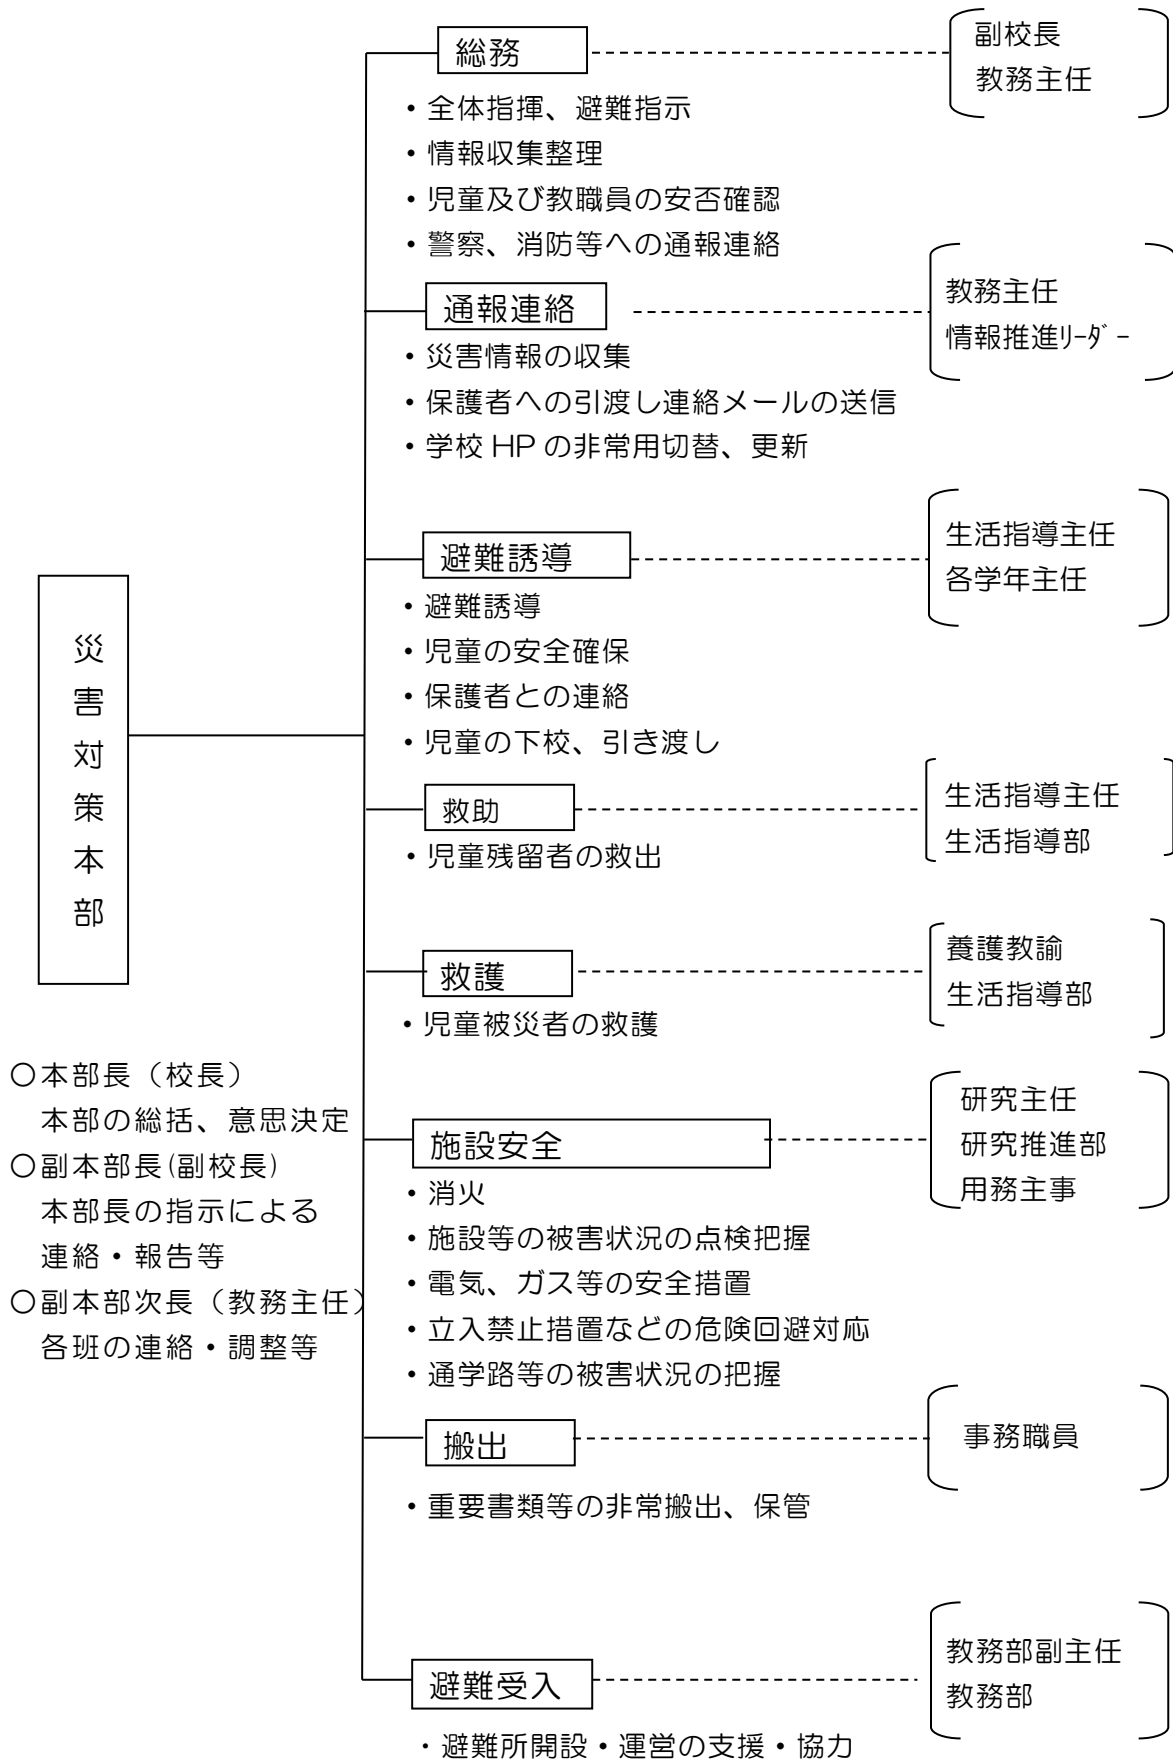 総務
副校長
教務主任
・全体指揮、避難指示
・情報収集整理
・児童及び教職員の安否確認
・警察、消防等への通報連絡
通報連絡
教務主任
情報推進ﾘｰﾀﾞｰ
・災害情報の収集
・保護者への引渡し連絡メールの送信
・学校 HP の非常用切替、更新
避難誘導
生活指導主任
各学年主任
・避難誘導
・児童の安全確保
・保護者との連絡
・児童の下校、引き渡し
災害対策本部
救助
生活指導主任
生活指導部
・児童残留者の救出
救護
養護教諭
生活指導部
・児童被災者の救護
〇本部長（校長）
本部の総括、意思決定
〇副本部長(副校長)
本部長の指示による
連絡・報告等
〇副本部次長（教務主任）
各班の連絡・調整等
施設安全
研究主任
研究推進部
用務主事
・消火
・施設等の被害状況の点検把握
・電気、ガス等の安全措置
・立入禁止措置などの危険回避対応
・通学路等の被害状況の把握
搬出
事務職員
・重要書類等の非常搬出、保管
避難受入
教務部副主任
教務部
・避難所開設・運営の支援・協力